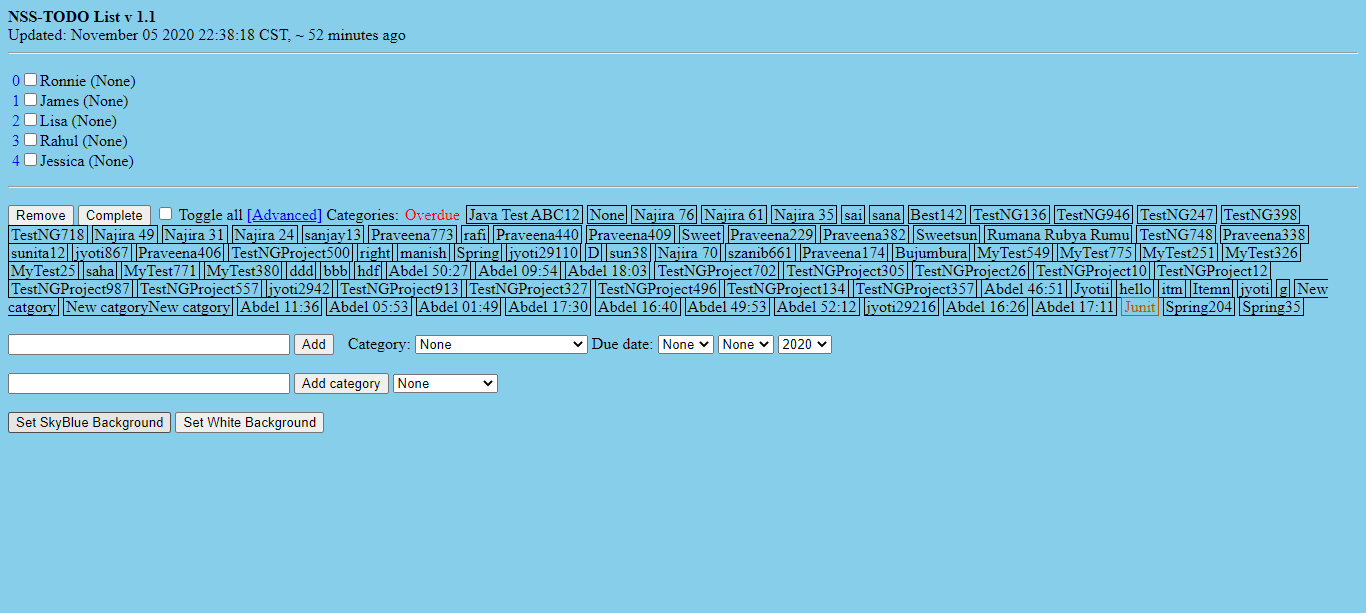 NSS-TODO List v 1.1
Updated: November 05 2020 22:38:18 CST, ~ 52 minutes ago
0 Ronnie (None)
1 James (None)
2 Lisa (None)
3 Rahul (None)
4 Jessica (None)
Remove Complete Toggle all [Advanced] Categories: Overdue Java Test ABC12 None Najira 76 Najira 61 Najira 35 sai sana Best142 TestNG136 TestNG946 TestNG247 TestNG398
TestNG718 Najira 49 Najira 31 Najira 24 sanjay13 Praveena773 rafi Praveena440 Praveena409 Sweet Praveena229 Praveena382 Sweetsun Rumana Rubya Rumu TestNG748 Praveena338
sunita12 jyoti867 Praveena406 TestNGProject500 right manish Spring jyoti29110 D sun38 Najira 70 szanib661 Praveena174 Bujumbura MyTest549 MyTest775 MyTest251 MyTest326
MyTest25 saha MyTest771 MyTest380 ddd bbb hdf Abdel 50:27 Abdel 09:54 Abdel 18:03 TestNGProject702 TestNGProject305 TestNGProject26 TestNGProject10 TestNGProject12
TestNGProject987 TestNGProject557 jyoti2942 TestNGProject913 TestNGProject327 TestNGProject496 TestNGProject134 TestNGProject357 Abdel 46:51 Jyotii hello itm Itemn jyoti g New
catgory New catgoryNew catgory Abdel 11:36 Abdel 05:53 Abdel 01:49 Abdel 17:30 Abdel 16:40 Abdel 49:53 Abdel 52:12 jyoti29216 Abdel 16:26 Abdel 17:11 Junit Spring204 Spring35
Add Category: None Due date: None None 2020
Add category None
Set SkyBlue Background Set White Background